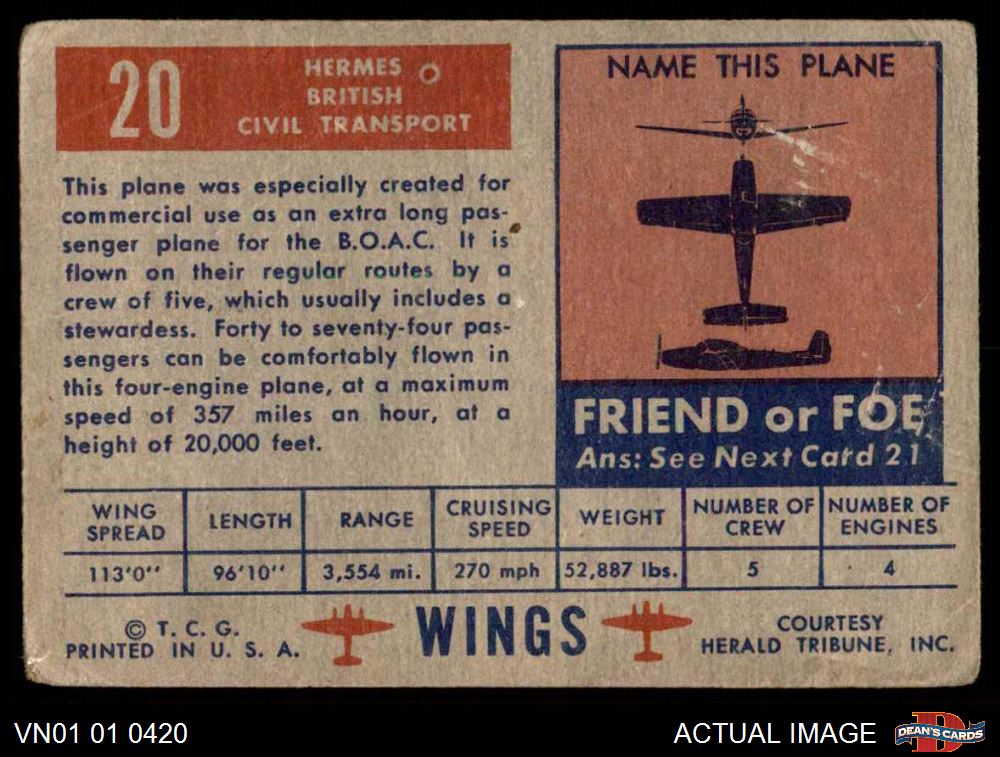 20
HERMES
BRITISH
CIVIL TRANSPORT
This plane was especially created for
commercial use as an extra long pas-
senger plane for the B.O.A.C. It is
flown on their regular routes by a
crew of five, which usually includes a
stewardess. Forty to seventy-four pas-
sengers can be comfortably flown in
this four-engine plane, at a maximum
speed of 357 miles an hour, at a
height of 20,000 feet.
NAME THIS PLANE
FRIEND or FOE
Ans: See Next Card 21
WING SPREAD LENGTH RANGE CRUISING SPEED WEIGHT NUMBER OF CREW NUMBER OF ENGINES
113'0'' 96'10'' 3,554 mi. 270 mph 52,887 lbs. 5 4
© T. C. G.
PRINTED IN U. S. A.
WINGS
COURTESY
HERALD TRIBUNE, INC.
VN01 01 0420
ACTUAL IMAGE
D
DEAN'S CARDS